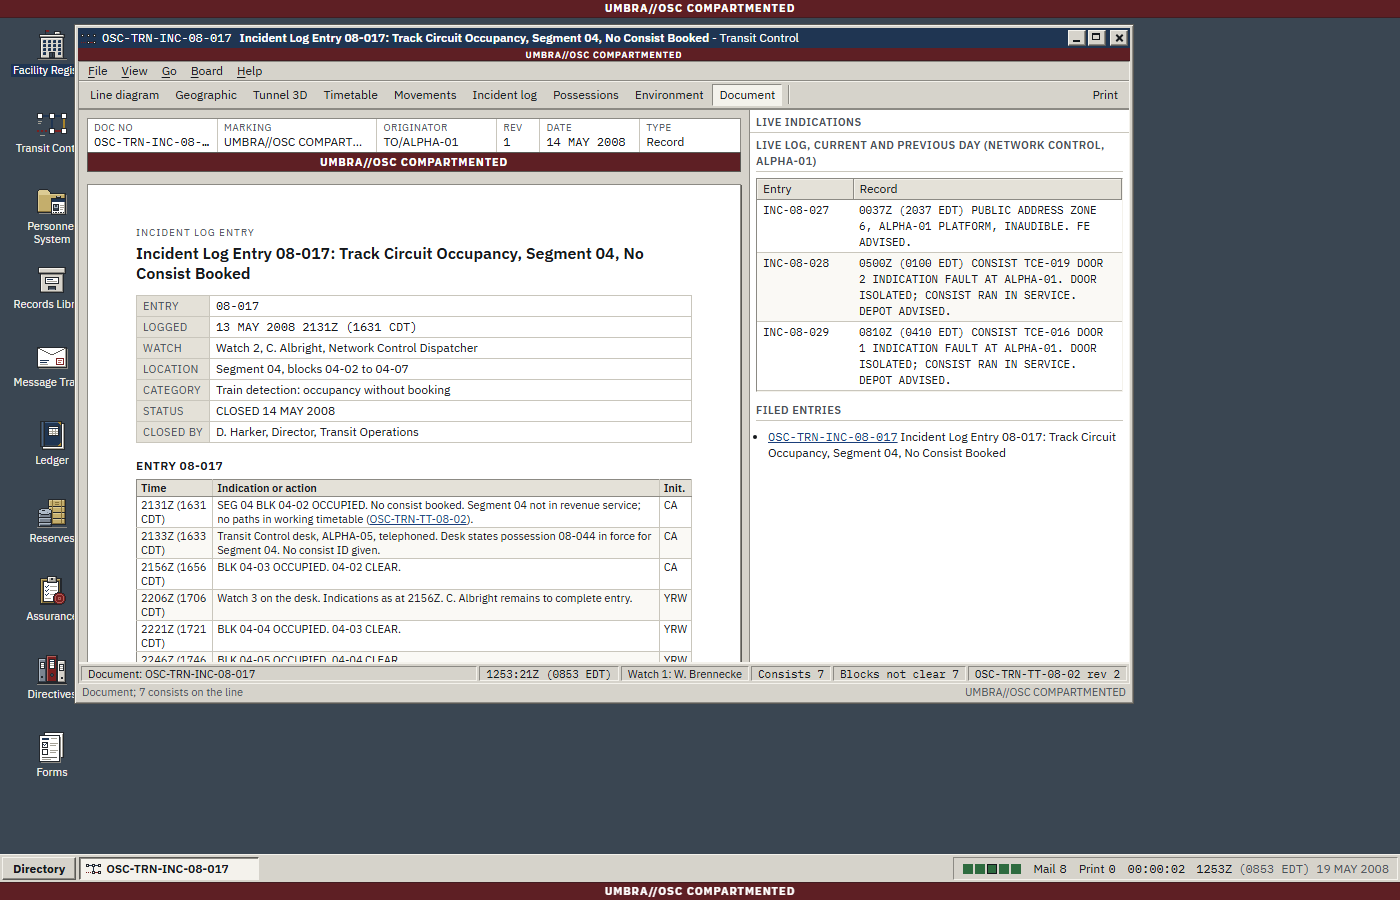 UMBRA//OSC COMPARTMENTED
OSC-TRN-INC-08-017 Incident Log Entry 08-017: Track Circuit Occupancy, Segment 04, No Consist Booked - Transit Control
UMBRA//OSC COMPARTMENTED
File View Go Board Help
Line diagram Geographic Tunnel 3D Timetable Movements Incident log Possessions Environment Document Print
DOC NO MARKING ORIGINATOR REV DATE TYPE
OSC-TRN-INC-08-… UMBRA//OSC COMPART… TO/ALPHA-01 1 14 MAY 2008 Record
UMBRA//OSC COMPARTMENTED
INCIDENT LOG ENTRY
Incident Log Entry 08-017: Track Circuit Occupancy, Segment 04, No
Consist Booked
ENTRY 08-017
LOGGED 13 MAY 2008 2131Z (1631 CDT)
WATCH Watch 2, C. Albright, Network Control Dispatcher
LOCATION Segment 04, blocks 04-02 to 04-07
CATEGORY Train detection: occupancy without booking
STATUS CLOSED 14 MAY 2008
CLOSED BY D. Harker, Director, Transit Operations
ENTRY 08-017
Time Indication or action Init.
2131Z (1631 SEG 04 BLK 04-02 OCCUPIED. No consist booked. Segment 04 not in revenue service; CA
CDT) no paths in working timetable (OSC-TRN-TT-08-02).
2133Z (1633 Transit Control desk, ALPHA-05, telephoned. Desk states possession 08-044 in force for CA
CDT) Segment 04. No consist ID given.
2156Z (1656 BLK 04-03 OCCUPIED. 04-02 CLEAR. CA
CDT)
2206Z (1706 Watch 3 on the desk. Indications as at 2156Z. C. Albright remains to complete entry. YRW
CDT)
2221Z (1721 BLK 04-04 OCCUPIED. 04-03 CLEAR. YRW
CDT)
2246Z (1746 BLK 04-05 OCCUPIED. 04-04 CLEAR. YRW
LIVE INDICATIONS
LIVE LOG, CURRENT AND PREVIOUS DAY (NETWORK CONTROL,
ALPHA-01)
Entry Record
INC-08-027 0037Z (2037 EDT) PUBLIC ADDRESS ZONE
6, ALPHA-01 PLATFORM, INAUDIBLE. FE
ADVISED.
INC-08-028 0500Z (0100 EDT) CONSIST TCE-019 DOOR
2 INDICATION FAULT AT ALPHA-01. DOOR
ISOLATED; CONSIST RAN IN SERVICE.
DEPOT ADVISED.
INC-08-029 0810Z (0410 EDT) CONSIST TCE-016 DOOR
1 INDICATION FAULT AT ALPHA-01. DOOR
ISOLATED; CONSIST RAN IN SERVICE.
DEPOT ADVISED.
FILED ENTRIES
OSC-TRN-INC-08-017 Incident Log Entry 08-017: Track Circuit
Occupancy, Segment 04, No Consist Booked
Document: OSC-TRN-INC-08-017 1253:21Z (0853 EDT) Watch 1: W. Brennecke Consists 7 Blocks not clear 7 OSC-TRN-TT-08-02 rev 2
Document; 7 consists on the line UMBRA//OSC COMPARTMENTED
Facility Regis
Transit Cont
Personne
System
Records Libr
Message Tra
Ledger
Reserves
Assurance
Directives
Forms
Directory OSC-TRN-INC-08-017 Mail 8 Print 0 00:00:02 1253Z (0853 EDT) 19 MAY 2008
UMBRA//OSC COMPARTMENTED